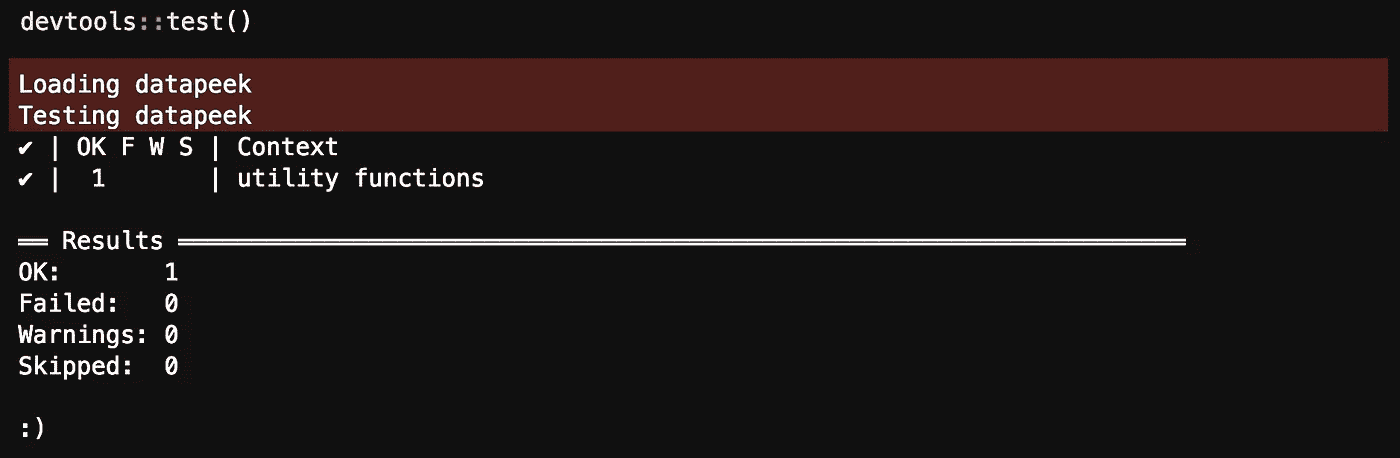 devtools::test()
Loading datapeek
Testing datapeek
✔ | OK F W S | Context
✔ |  1       | utility functions
══ Results ═════════════════════════════════════════════════════════════════════
OK:       1
Failed:   0
Warnings: 0
Skipped:  0
:)